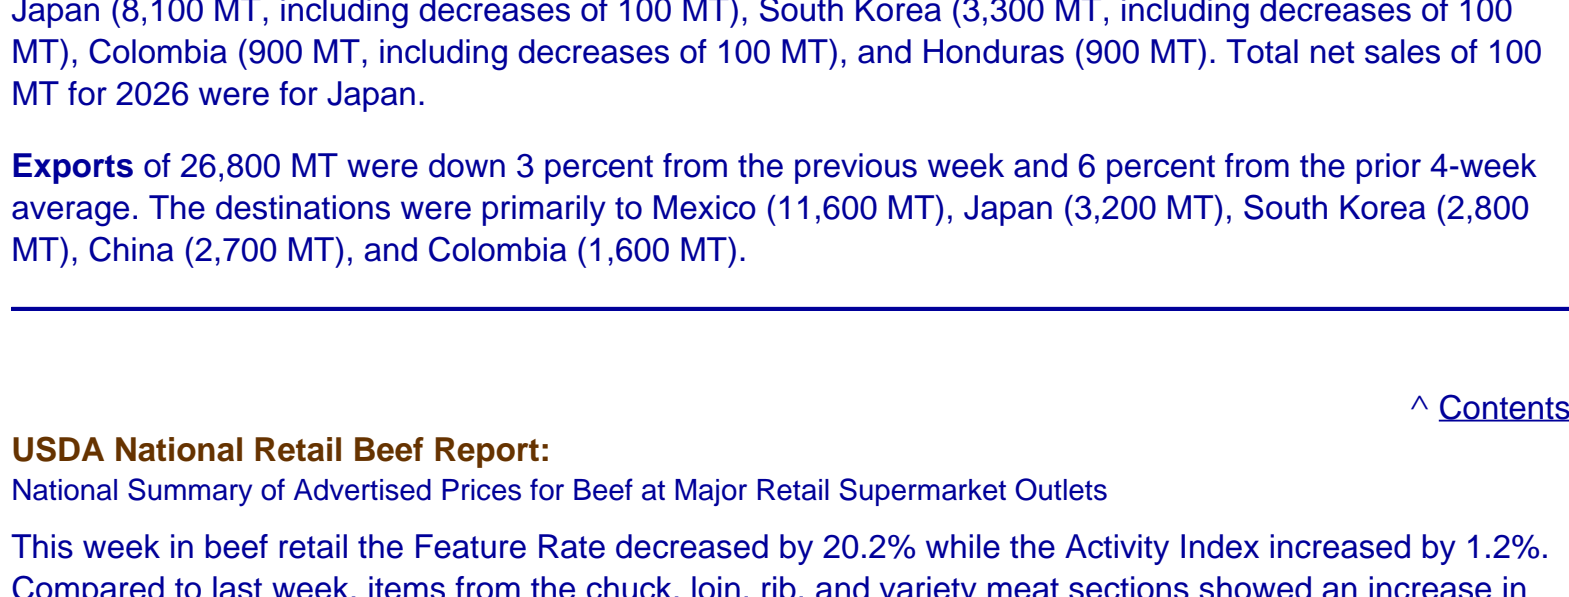 Japan (8,100 MT, including decreases of 100 MT), South Korea (3,300 MT, including decreases of 100
MT), Colombia (900 MT, including decreases of 100 MT), and Honduras (900 MT). Total net sales of 100
MT for 2026 were for Japan.
Exports of 26,800 MT were down 3 percent from the previous week and 6 percent from the prior 4-week
average. The destinations were primarily to Mexico (11,600 MT), Japan (3,200 MT), South Korea (2,800
MT), China (2,700 MT), and Colombia (1,600 MT).
^ Contents
USDA National Retail Beef Report:
National Summary of Advertised Prices for Beef at Major Retail Supermarket Outlets
This week in beef retail the Feature Rate decreased by 20.2% while the Activity Index increased by 1.2%.
Compared to last week, items from the chuck, loin, rib, and variety meat sections showed an increase in